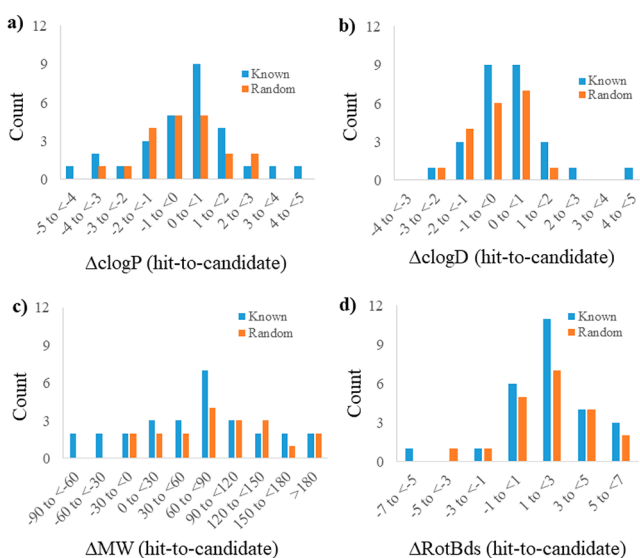 a)
12
9
6
3
0
Count
Known
Random
-5 to <-4
-4 to <-3
-3 to <-2
-2 to <-1
-1 to <0
0 to <1
1 to <2
2 to <3
3 to <4
4 to <5
ΔclogP (hit-to-candidate)
b)
12
9
6
3
0
Count
Known
Random
-4 to <-3
-3 to <-2
-2 to <-1
-1 to <0
0 to <1
1 to <2
2 to <3
3 to <4
4 to <5
ΔclogD (hit-to-candidate)
c)
12
9
6
3
0
Count
Known
Random
-90 to <-60
-60 to <-30
-30 to <0
0 to <30
30 to <60
60 to <90
90 to <120
120 to <150
150 to <180
>180
ΔMW (hit-to-candidate)
d)
12
9
6
3
0
Count
Known
Random
-7 to <-5
-5 to <-3
-3 to <-1
-1 to <1
1 to <3
3 to <5
5 to <7
ΔRotBds (hit-to-candidate)